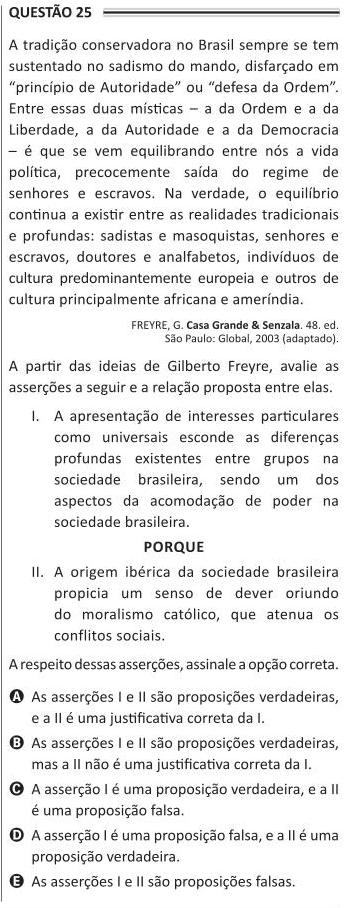 QUESTÃO 25
A tradição conservadora no Brasil sempre se tem
sustentado no sadismo do mando, disfarçado em
“princípio de Autoridade” ou “defesa da Ordem”.
Entre essas duas místicas – a da Ordem e a da
Liberdade, a da Autoridade e a da Democracia
– é que se vem equilibrando entre nós a vida
política, precocemente saída do regime de
senhores e escravos. Na verdade, o equilíbrio
continua a existir entre as realidades tradicionais
e profundas: sadistas e masoquistas, senhores e
escravos, doutores e analfabetos, indivíduos de
cultura predominantemente europeia e outros de
cultura principalmente africana e ameríndia.
FREYRE, G. Casa Grande & Senzala. 48. ed.
São Paulo: Global, 2003 (adaptado).
A partir das ideias de Gilberto Freyre, avalie as
asserções a seguir e a relação proposta entre elas.
I. A apresentação de interesses particulares
como universais esconde as diferenças
profundas existentes entre grupos na
sociedade brasileira, sendo um dos
aspectos da acomodação de poder na
sociedade brasileira.
PORQUE
II. A origem ibérica da sociedade brasileira
propicia um senso de dever oriundo
do moralismo católico, que atenua os
conflitos sociais.
A respeito dessas asserções, assinale a opção correta.
A As asserções I e II são proposições verdadeiras,
e a II é uma justificativa correta da I.
B As asserções I e II são proposições verdadeiras,
mas a II não é uma justificativa correta da I.
C A asserção I é uma proposição verdadeira, e a II
é uma proposição falsa.
D A asserção I é uma proposição falsa, e a II é uma
proposição verdadeira.
E As asserções I e II são proposições falsas.